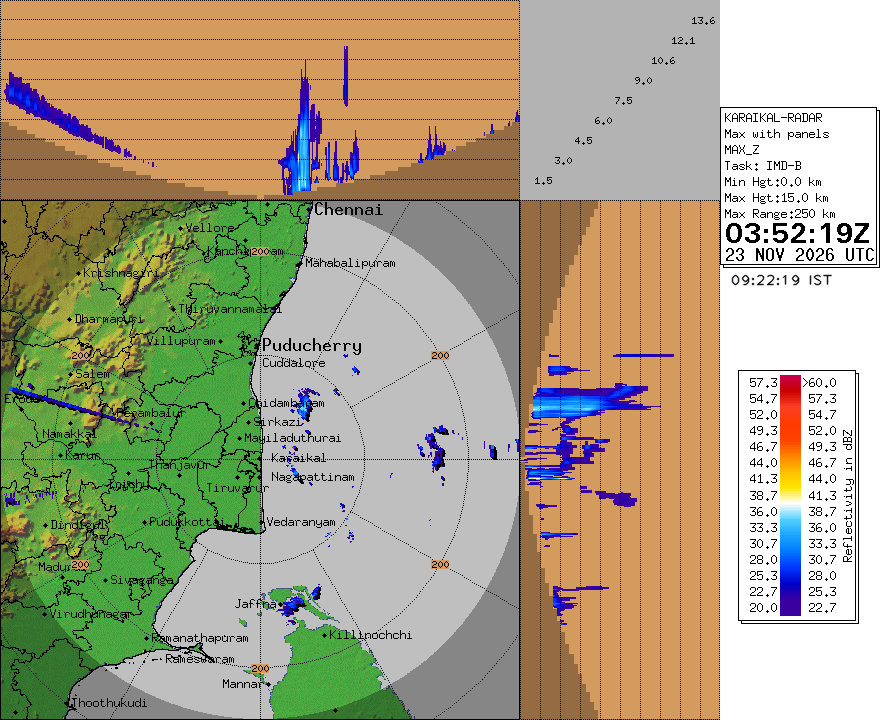 13.6
12.1
10.6
9.0
7.5
6.0
4.5
3.0
1.5
KARAIKAL-RADAR
Max with panels
MAX_Z
Task: IMD-B
Min Hgt:0.0 km
Max Hgt:15.0 km
Max Range:250 km
03:52:19Z
23 NOV 2026 UTC
09:22:19 IST
Chennai
Vellore
200
Mahabalipuram
Krishnagiri
Thiruvannamalai
Dharmapuri
Villupuram
Puducherry
200
200
Cuddalore
Salem
Chidambaram
Perambalur
Sirkazi
Namakkal
Mayiladuthurai
Karur
Thanjavur
Karaikal
Nagapattinam
Tiruvarur
Pudukkottai
Vedaranyam
200
200
Sivaganga
Jaffna
Virudhunagar
Ramanathapuram
Killinochchi
Rameswaram
200
Mannar
Thoothukudi
57.3 >60.0
54.7 57.3
52.0 54.7
49.3 52.0
46.7 49.3
44.0 46.7
41.3 44.0
38.7 41.3
36.0 38.7
33.3 36.0
30.7 33.3
28.0 30.7
25.3 28.0
22.7 25.3
20.0 22.7
Reflectivity in dBZ